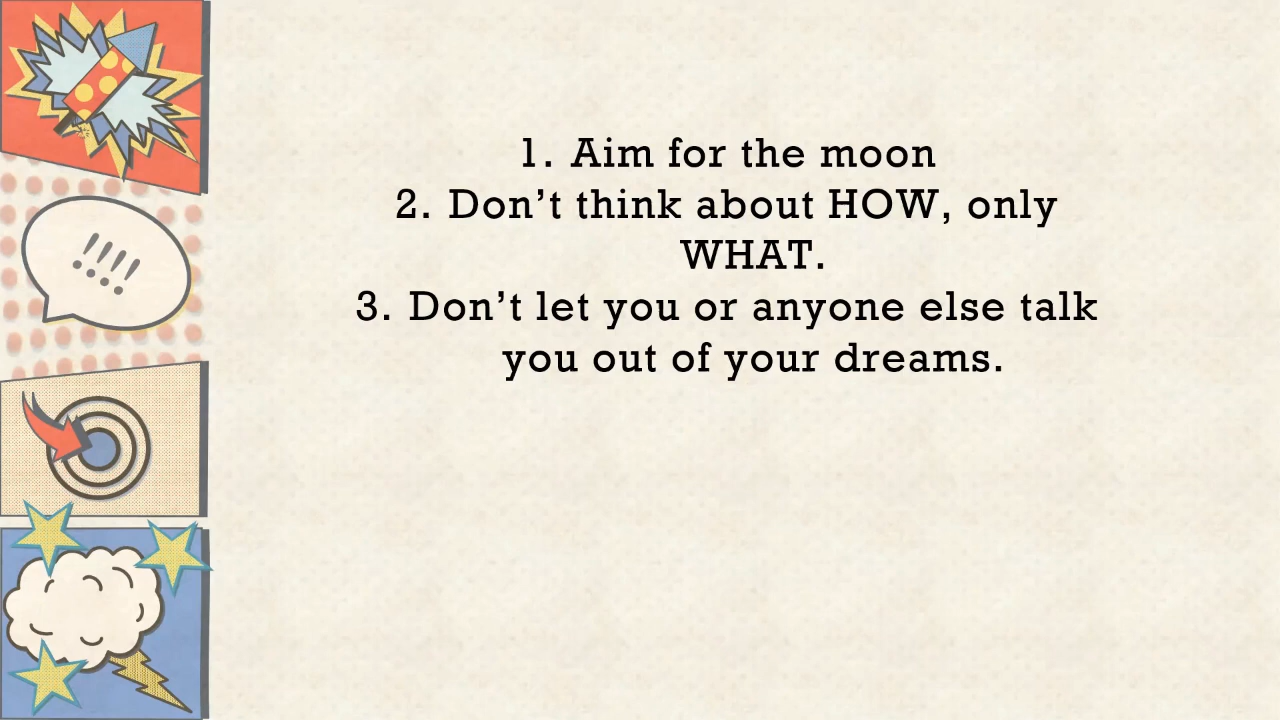 1. Aim for the moon
2. Don’t think about HOW, only
WHAT.
3. Don’t let you or anyone else talk
you out of your dreams.
!!!!